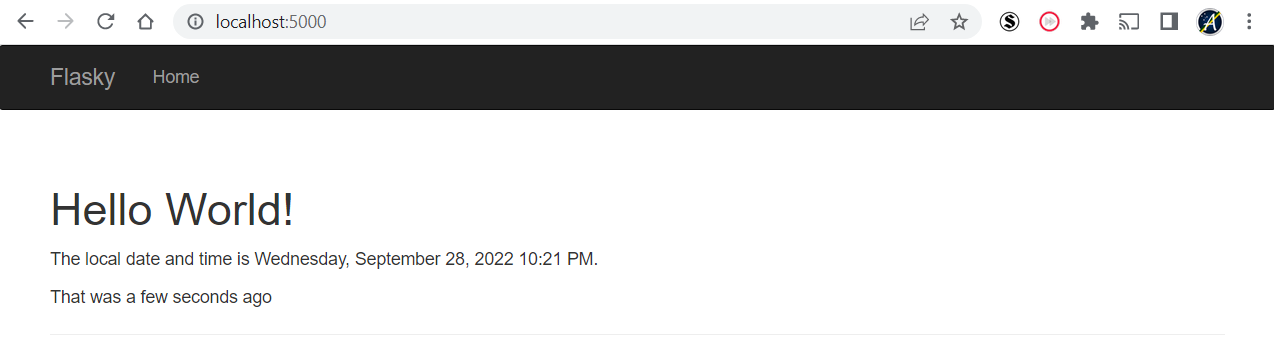 localhost:5000
Flasky Home
Hello World!
The local date and time is Wednesday, September 28, 2022 10:21 PM.
That was a few seconds ago